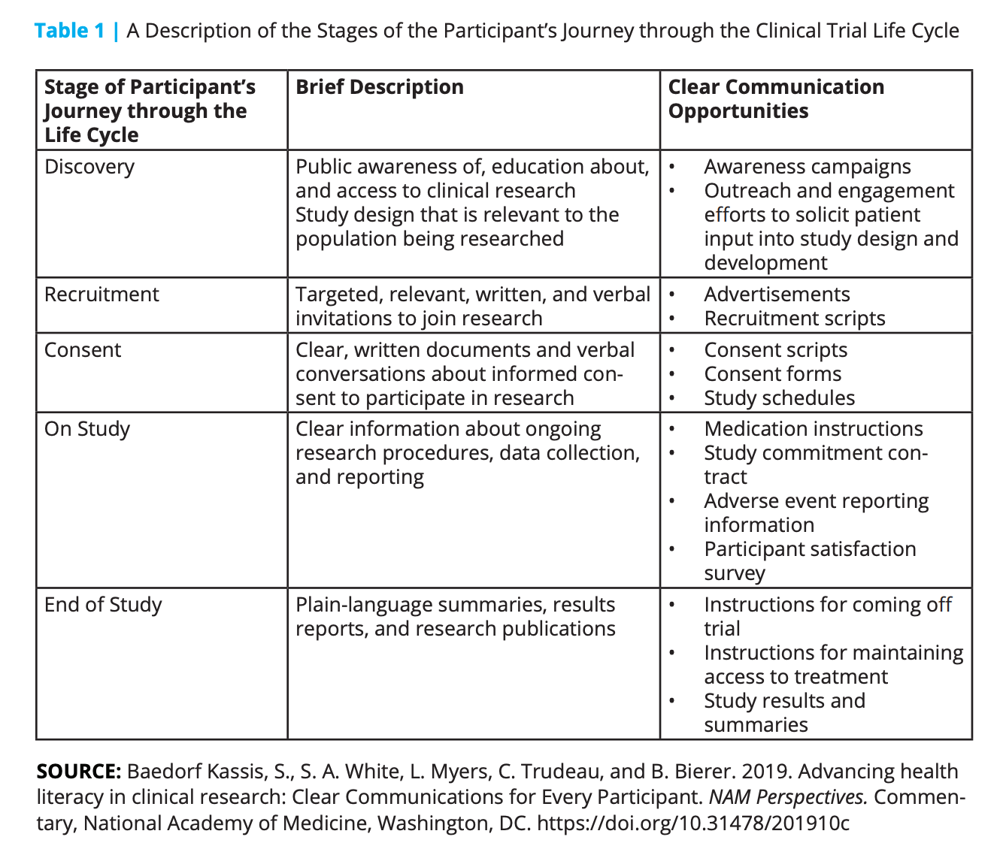 Table 1 | A Description of the Stages of the Participant’s Journey through the Clinical Trial Life Cycle
Stage of Participant’s
Journey through the
Life Cycle
Brief Description
Clear Communication
Opportunities
Discovery
Public awareness of, education about,
and access to clinical research
Study design that is relevant to the
population being researched
• Awareness campaigns
• Outreach and engagement
efforts to solicit patient
input into study design and
development
Recruitment
Targeted, relevant, written, and verbal
invitations to join research
• Advertisements
• Recruitment scripts
Consent
Clear, written documents and verbal
conversations about informed con-
sent to participate in research
• Consent scripts
• Consent forms
• Study schedules
On Study
Clear information about ongoing
research procedures, data collection,
and reporting
• Medication instructions
• Study commitment con-
tract
• Adverse event reporting
information
• Participant satisfaction
survey
End of Study
Plain-language summaries, results
reports, and research publications
• Instructions for coming off
trial
• Instructions for maintaining
access to treatment
• Study results and
summaries
SOURCE: Baedorf Kassis, S., S. A. White, L. Myers, C. Trudeau, and B. Bierer. 2019. Advancing health
literacy in clinical research: Clear Communications for Every Participant. NAM Perspectives. Commen-
tary, National Academy of Medicine, Washington, DC. https://doi.org/10.31478/201910c